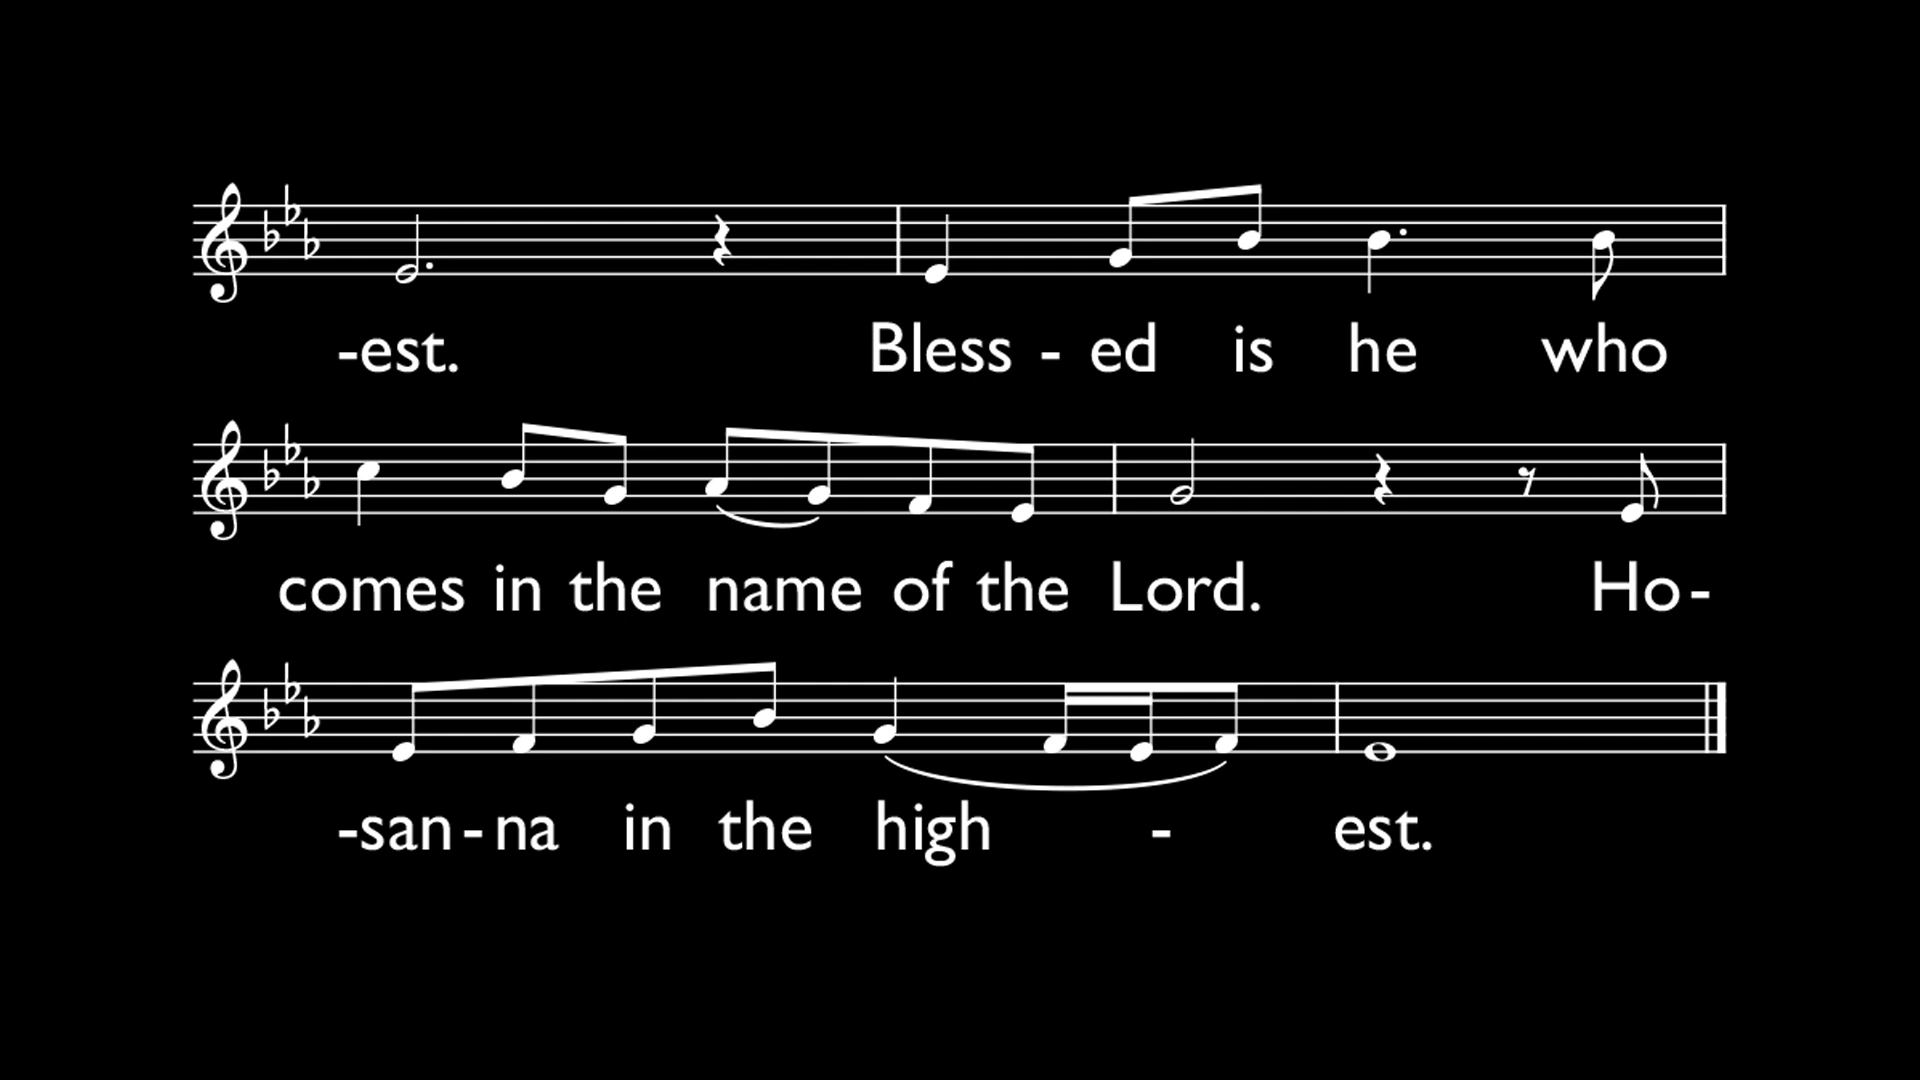 -est. Bless - ed is he who
comes in the name of the Lord. Ho-
-san-na in the high - est.